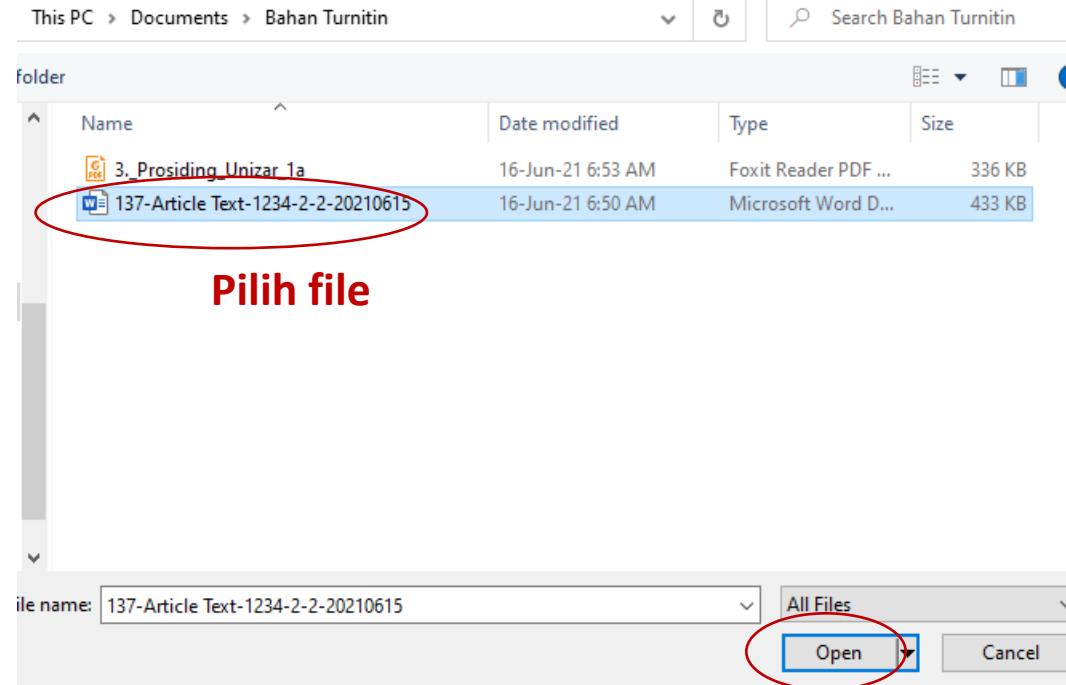 This PC > Documents > Bahan Turnitin
Search Bahan Turnitin
folder
Name Date modified Type Size
3._Prosiding_Unizar_1a 16-Jun-21 6:53 AM Foxit Reader PDF ... 336 KB
137-Article Text-1234-2-2-20210615 16-Jun-21 6:50 AM Microsoft Word D... 433 KB
Pilih file
ile name: 137-Article Text-1234-2-2-20210615 All Files
Open Cancel